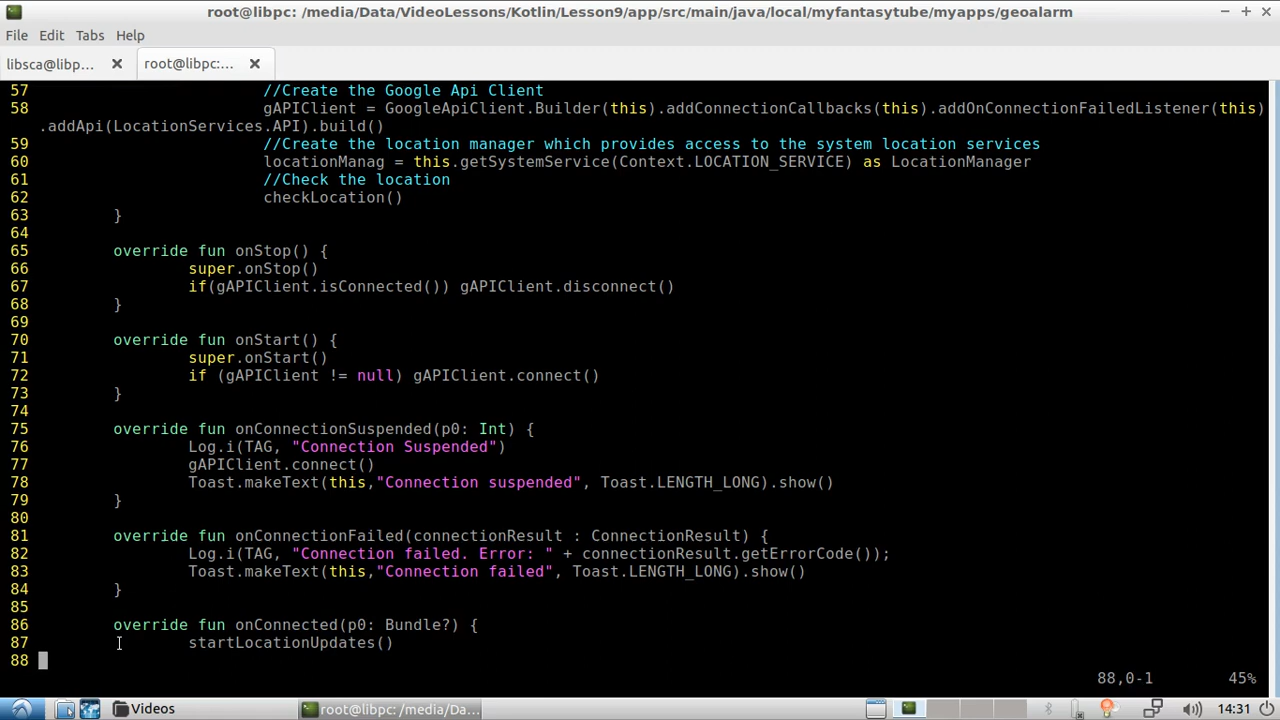 root@libpc: /media/Data/VideoLessons/Kotlin/Lesson9/app/src/main/java/local/myfantasytube/myapps/geoalarm
File Edit Tabs Help
libsca@libp... root@libpc:...
57 //Create the Google Api Client
58 gAPIClient = GoogleApiClient.Builder(this).addConnectionCallbacks(this).addOnConnectionFailedListener(this)
.addApi(LocationServices.API).build()
59 //Create the location manager which provides access to the system location services
60 locationManag = this.getSystemService(Context.LOCATION_SERVICE) as LocationManager
61 //Check the location
62 checkLocation()
63 }
64
65 override fun onStop() {
66 super.onStop()
67 if(gAPIClient.isConnected()) gAPIClient.disconnect()
68 }
69
70 override fun onStart() {
71 super.onStart()
72 if (gAPIClient != null) gAPIClient.connect()
73 }
74
75 override fun onConnectionSuspended(p0: Int) {
76 Log.i(TAG, "Connection Suspended")
77 gAPIClient.connect()
78 Toast.makeText(this,"Connection suspended", Toast.LENGTH_LONG).show()
79 }
80
81 override fun onConnectionFailed(connectionResult : ConnectionResult) {
82 Log.i(TAG, "Connection failed. Error: " + connectionResult.getErrorCode());
83 Toast.makeText(this,"Connection failed", Toast.LENGTH_LONG).show()
84 }
85
86 override fun onConnected(p0: Bundle?) {
87 startLocationUpdates()
88
88,0-1 45%
Videos root@libpc: /media/Da... 14:31